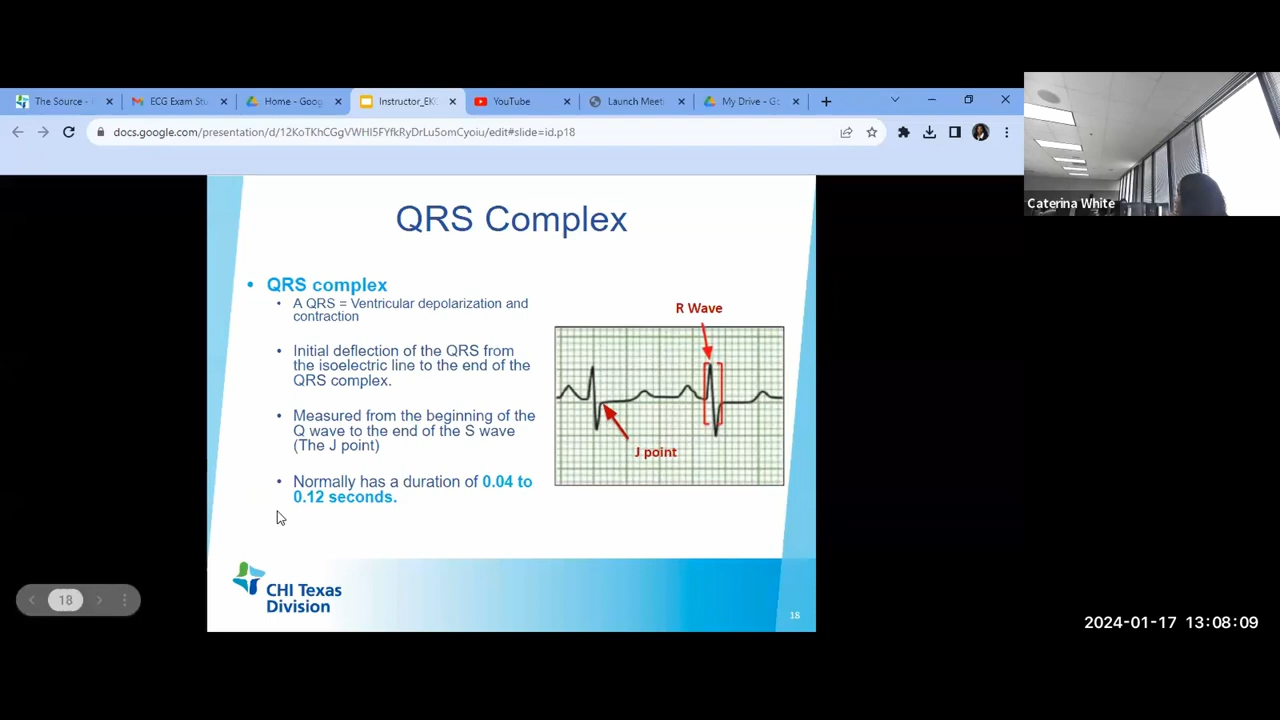 The Source -
ECG Exam Stu
Home - Goog
Instructor_EK
YouTube
Launch Meeti
My Drive - Go
docs.google.com/presentation/d/12KoTKhCGgVWHI5FYfkRyDrLu5omCyoiu/edit#slide=id.p18
Caterina White
QRS Complex
• QRS complex
• A QRS = Ventricular depolarization and
contraction
• Initial deflection of the QRS from
the isoelectric line to the end of the
QRS complex.
• Measured from the beginning of the
Q wave to the end of the S wave
(The J point)
• Normally has a duration of 0.04 to
0.12 seconds.
R Wave
J point
CHI Texas
Division
18
18
2024-01-17 13:08:09